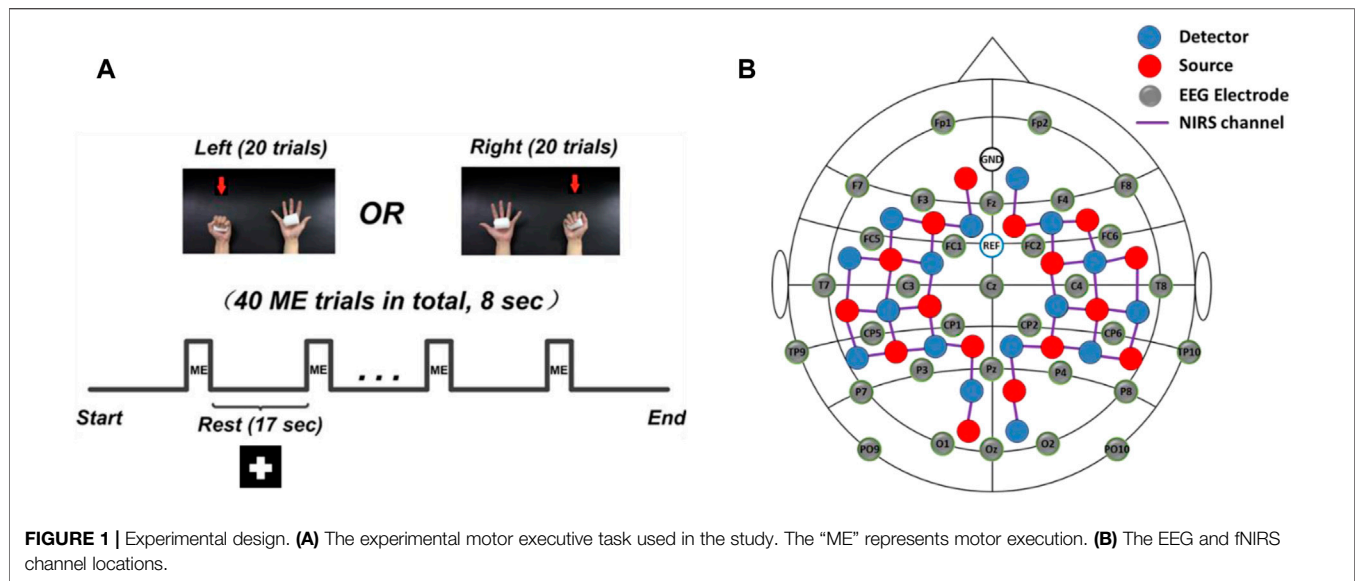 A
Left (20 trials)
Right (20 trials)
OR
(40 ME trials in total, 8 sec)
ME
ME
. . .
ME
ME
Start
Rest (17 sec)
End
B
Detector
Source
EEG Electrode
NIRS channel
Fp1
Fp2
GND
F7
F3
Fz
F4
F8
FC5
FC1
REF
FC2
FC6
T7
C3
Cz
C4
T8
TP9
CP5
CP1
CP2
CP6
TP10
P7
P3
Pz
P4
P8
PO9
O1
Oz
O2
PO10
FIGURE 1 | Experimental design. (A) The experimental motor executive task used in the study. The “ME” represents motor execution. (B) The EEG and fNIRS
channel locations.